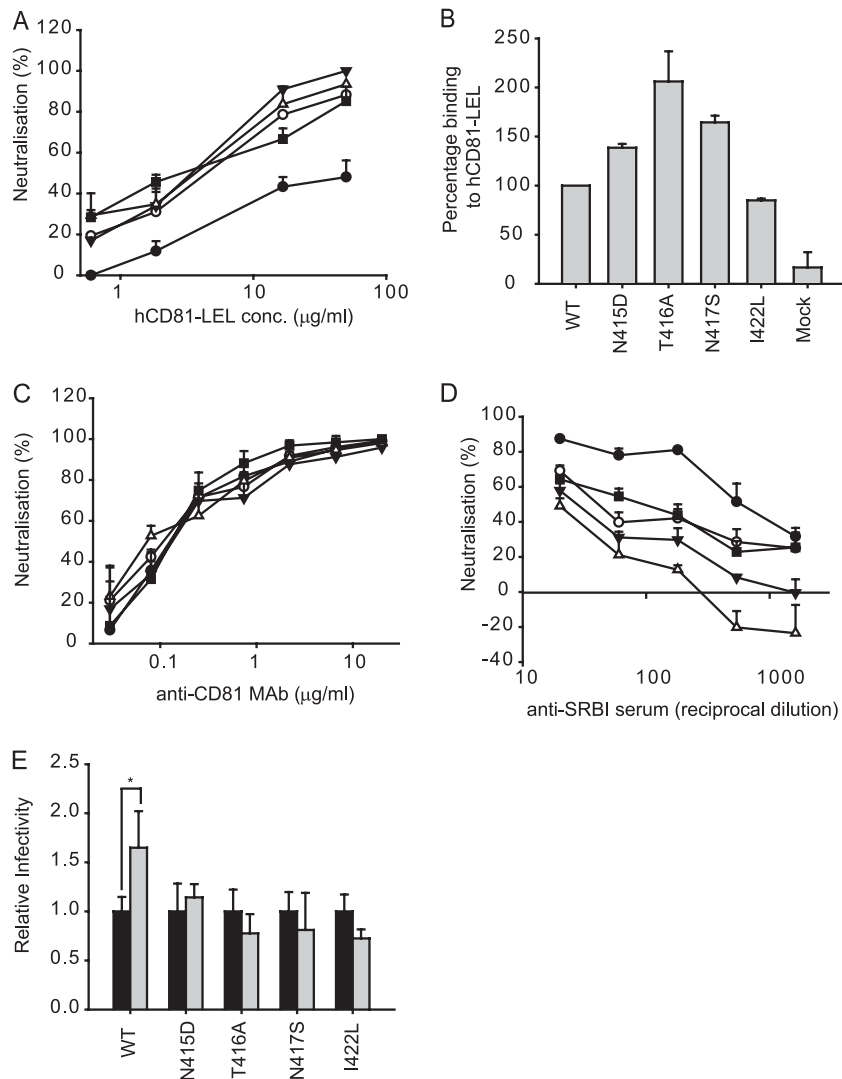 A
Neutralisation (%)
120
100
80
60
40
20
0
1
10
100
hCD81-LEL conc. (μg/ml)
B
Percentage binding
to hCD81-LEL
250
200
150
100
50
0
WT
N415D
T416A
N417S
I422L
Mock
C
Neutralisation (%)
120
100
80
60
40
20
0
0.1
1
10
anti-CD81 MAb (μg/ml)
D
Neutralisation (%)
100
80
60
40
20
0
-20
-40
10
100
1000
anti-SRBI serum (reciprocal dilution)
E
Relative Infectivity
2.5
2.0
1.5
1.0
0.5
0.0
*
WT
N415D
T416A
N417S
I422L